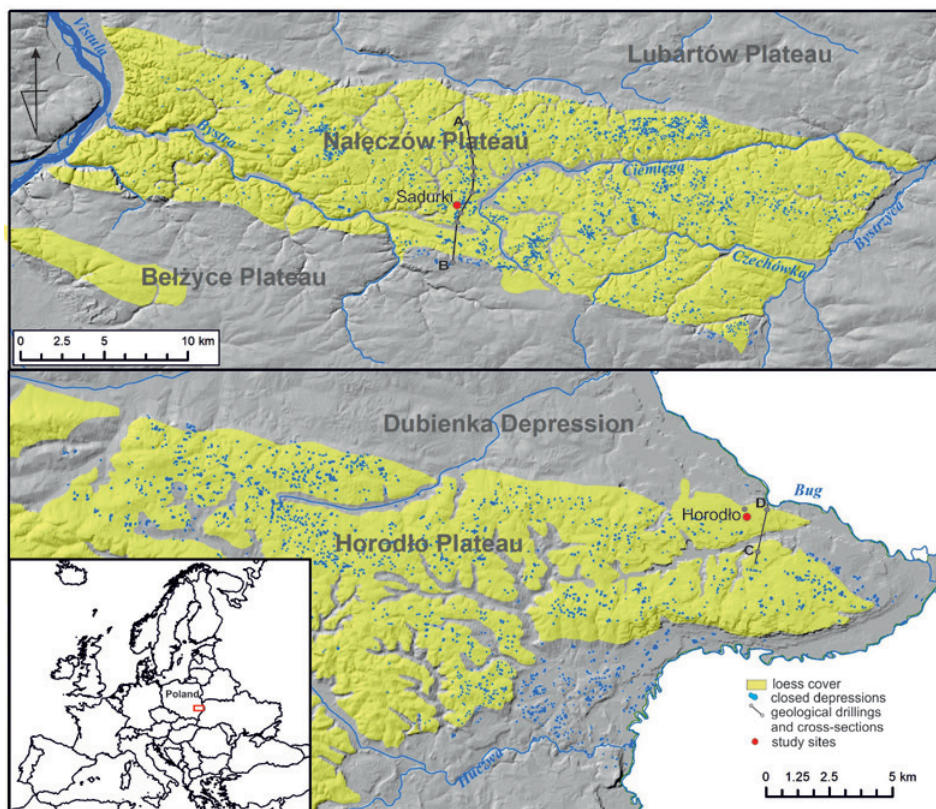 Vistula
Lubartów Plateau
A
Bystra
Nałęczów Plateau
Ciemięga
Sadurki
B
Bystrzyca
Czechówka
Bełżyce Plateau
0 2.5 5 10 km
Dubienka Depression
Bug
D
Horodło
C
Horodło Plateau
Poland
Huczwa
loess cover
closed depressions
geological drillings
and cross-sections
study sites
0 1.25 2.5 5 km